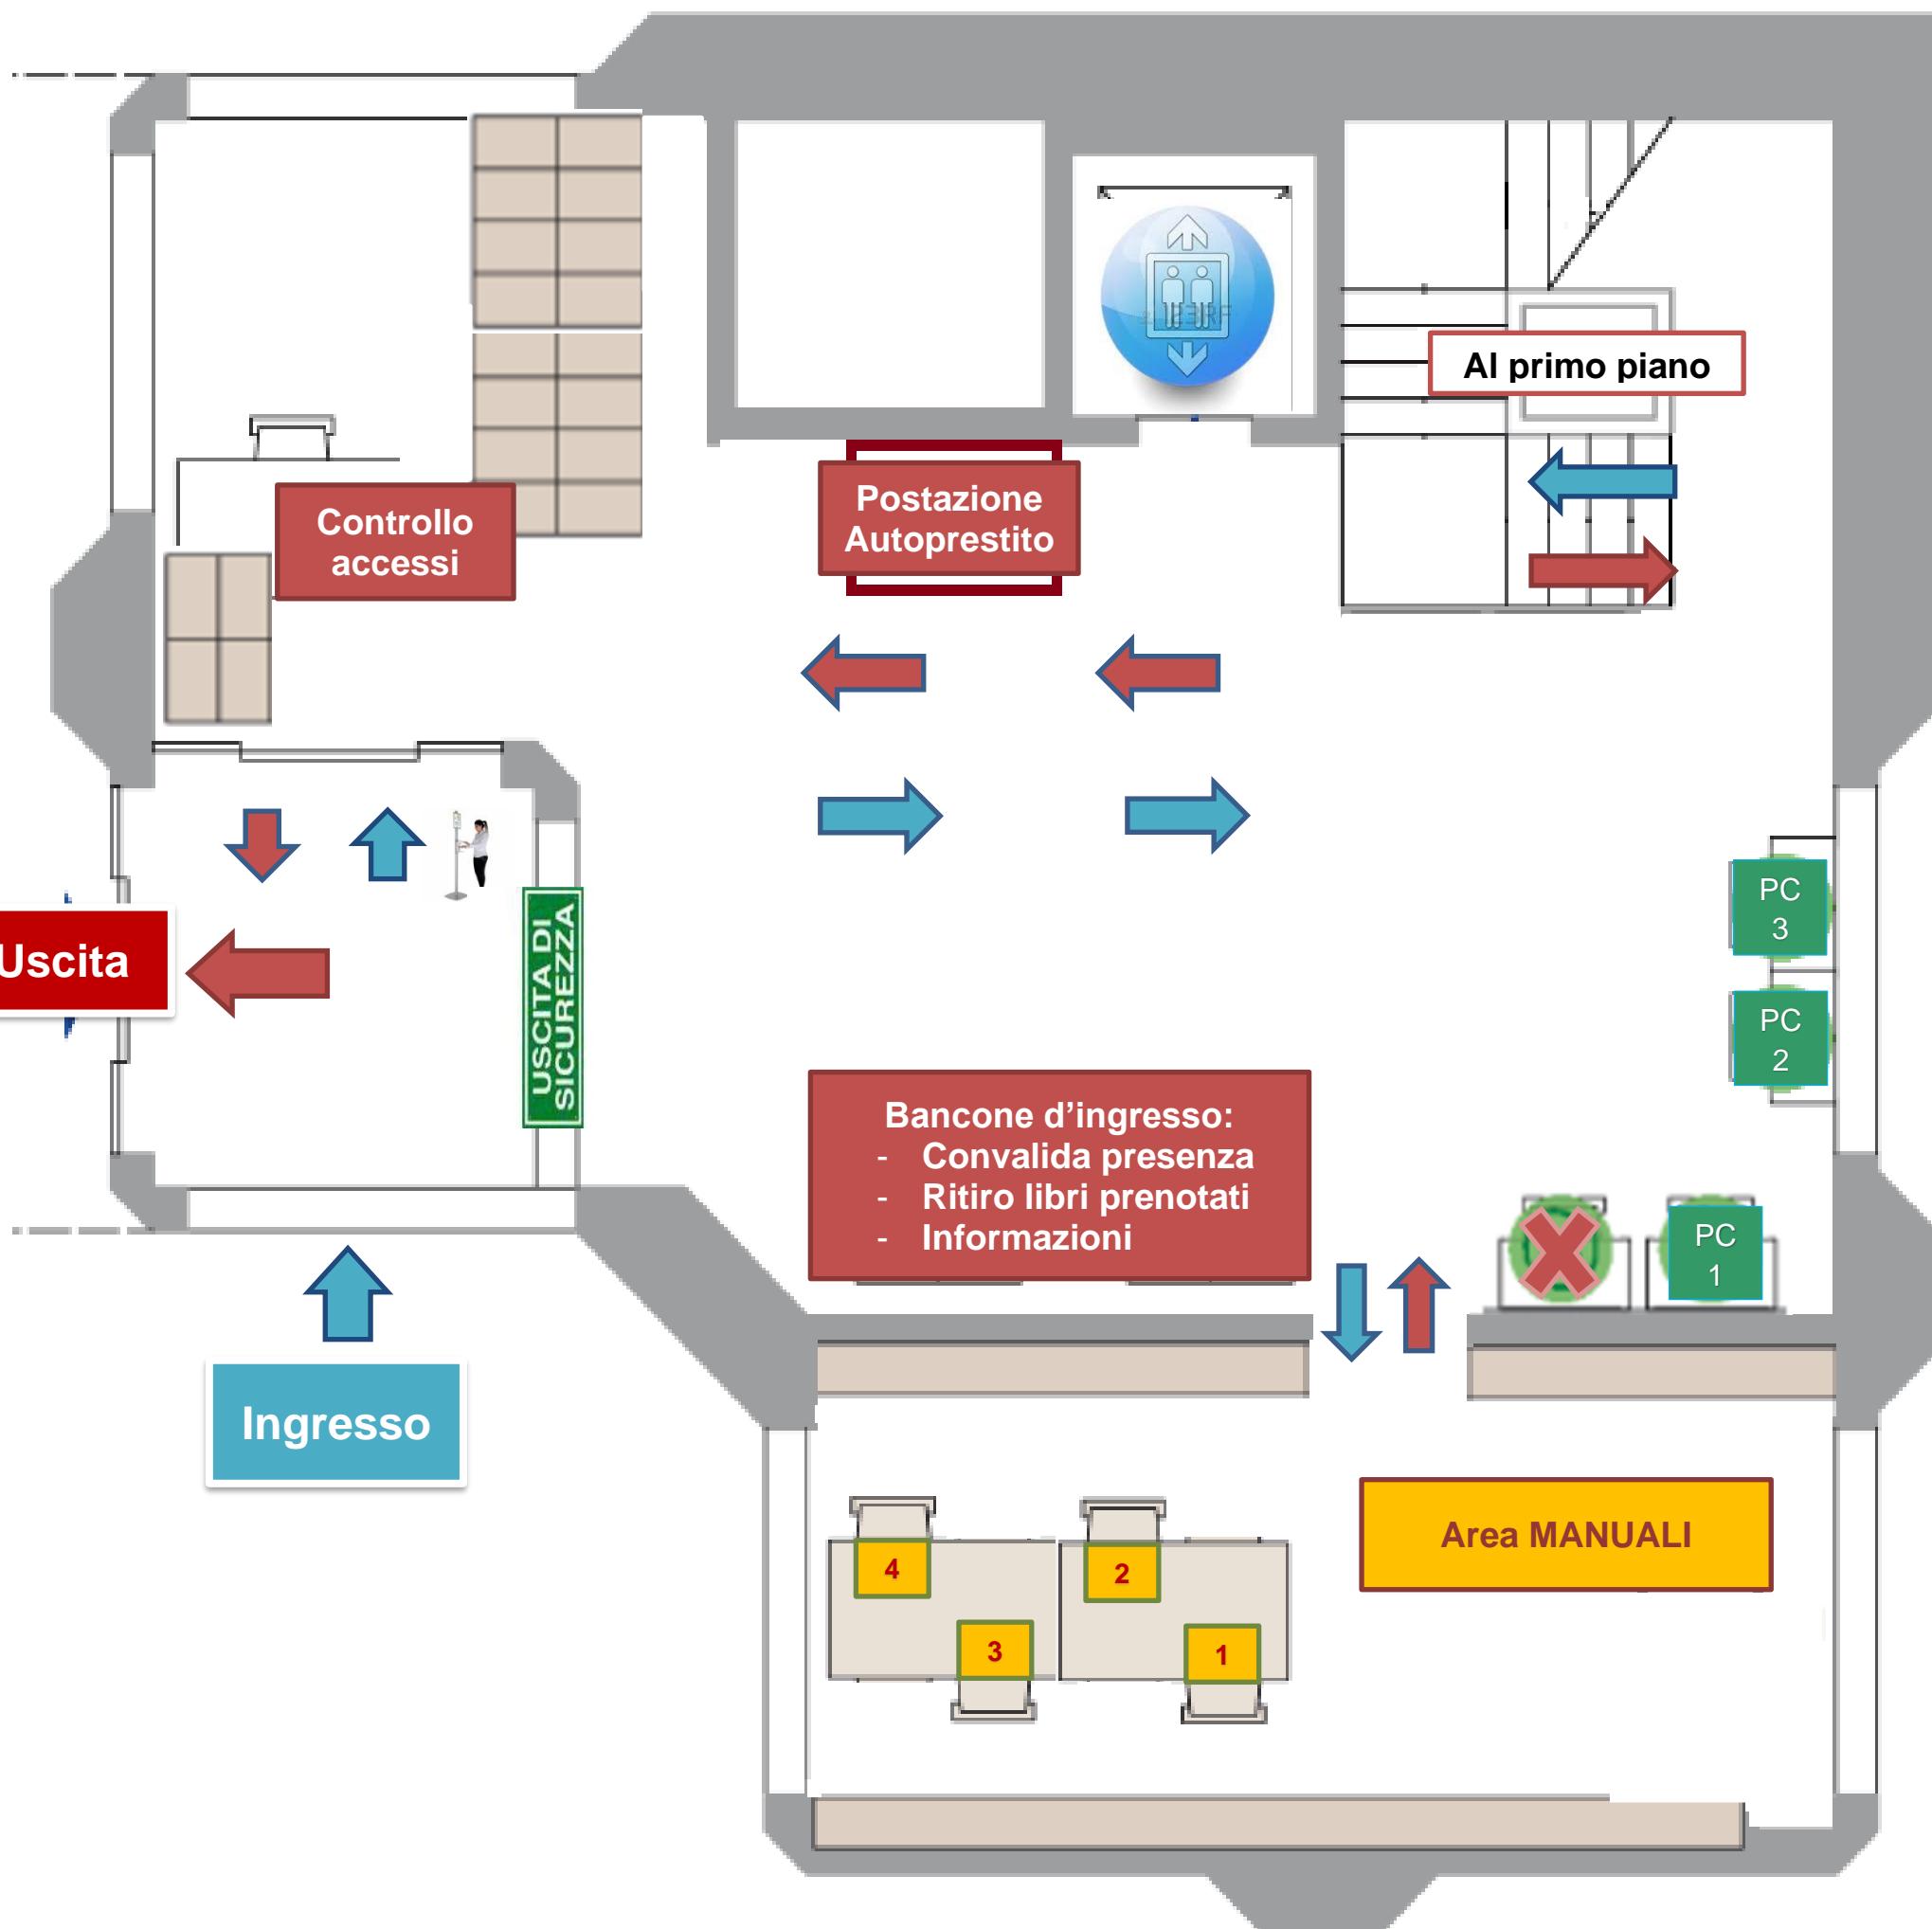 Al primo piano
Postazione
Autoprestito
Controllo
accessi
PC
3
Uscita
USCITA DI
SICUREZZA
PC
2
Bancone d’ingresso:
- Convalida presenza
- Ritiro libri prenotati
- Informazioni
PC
1
Ingresso
Area MANUALI
4
2
3
1